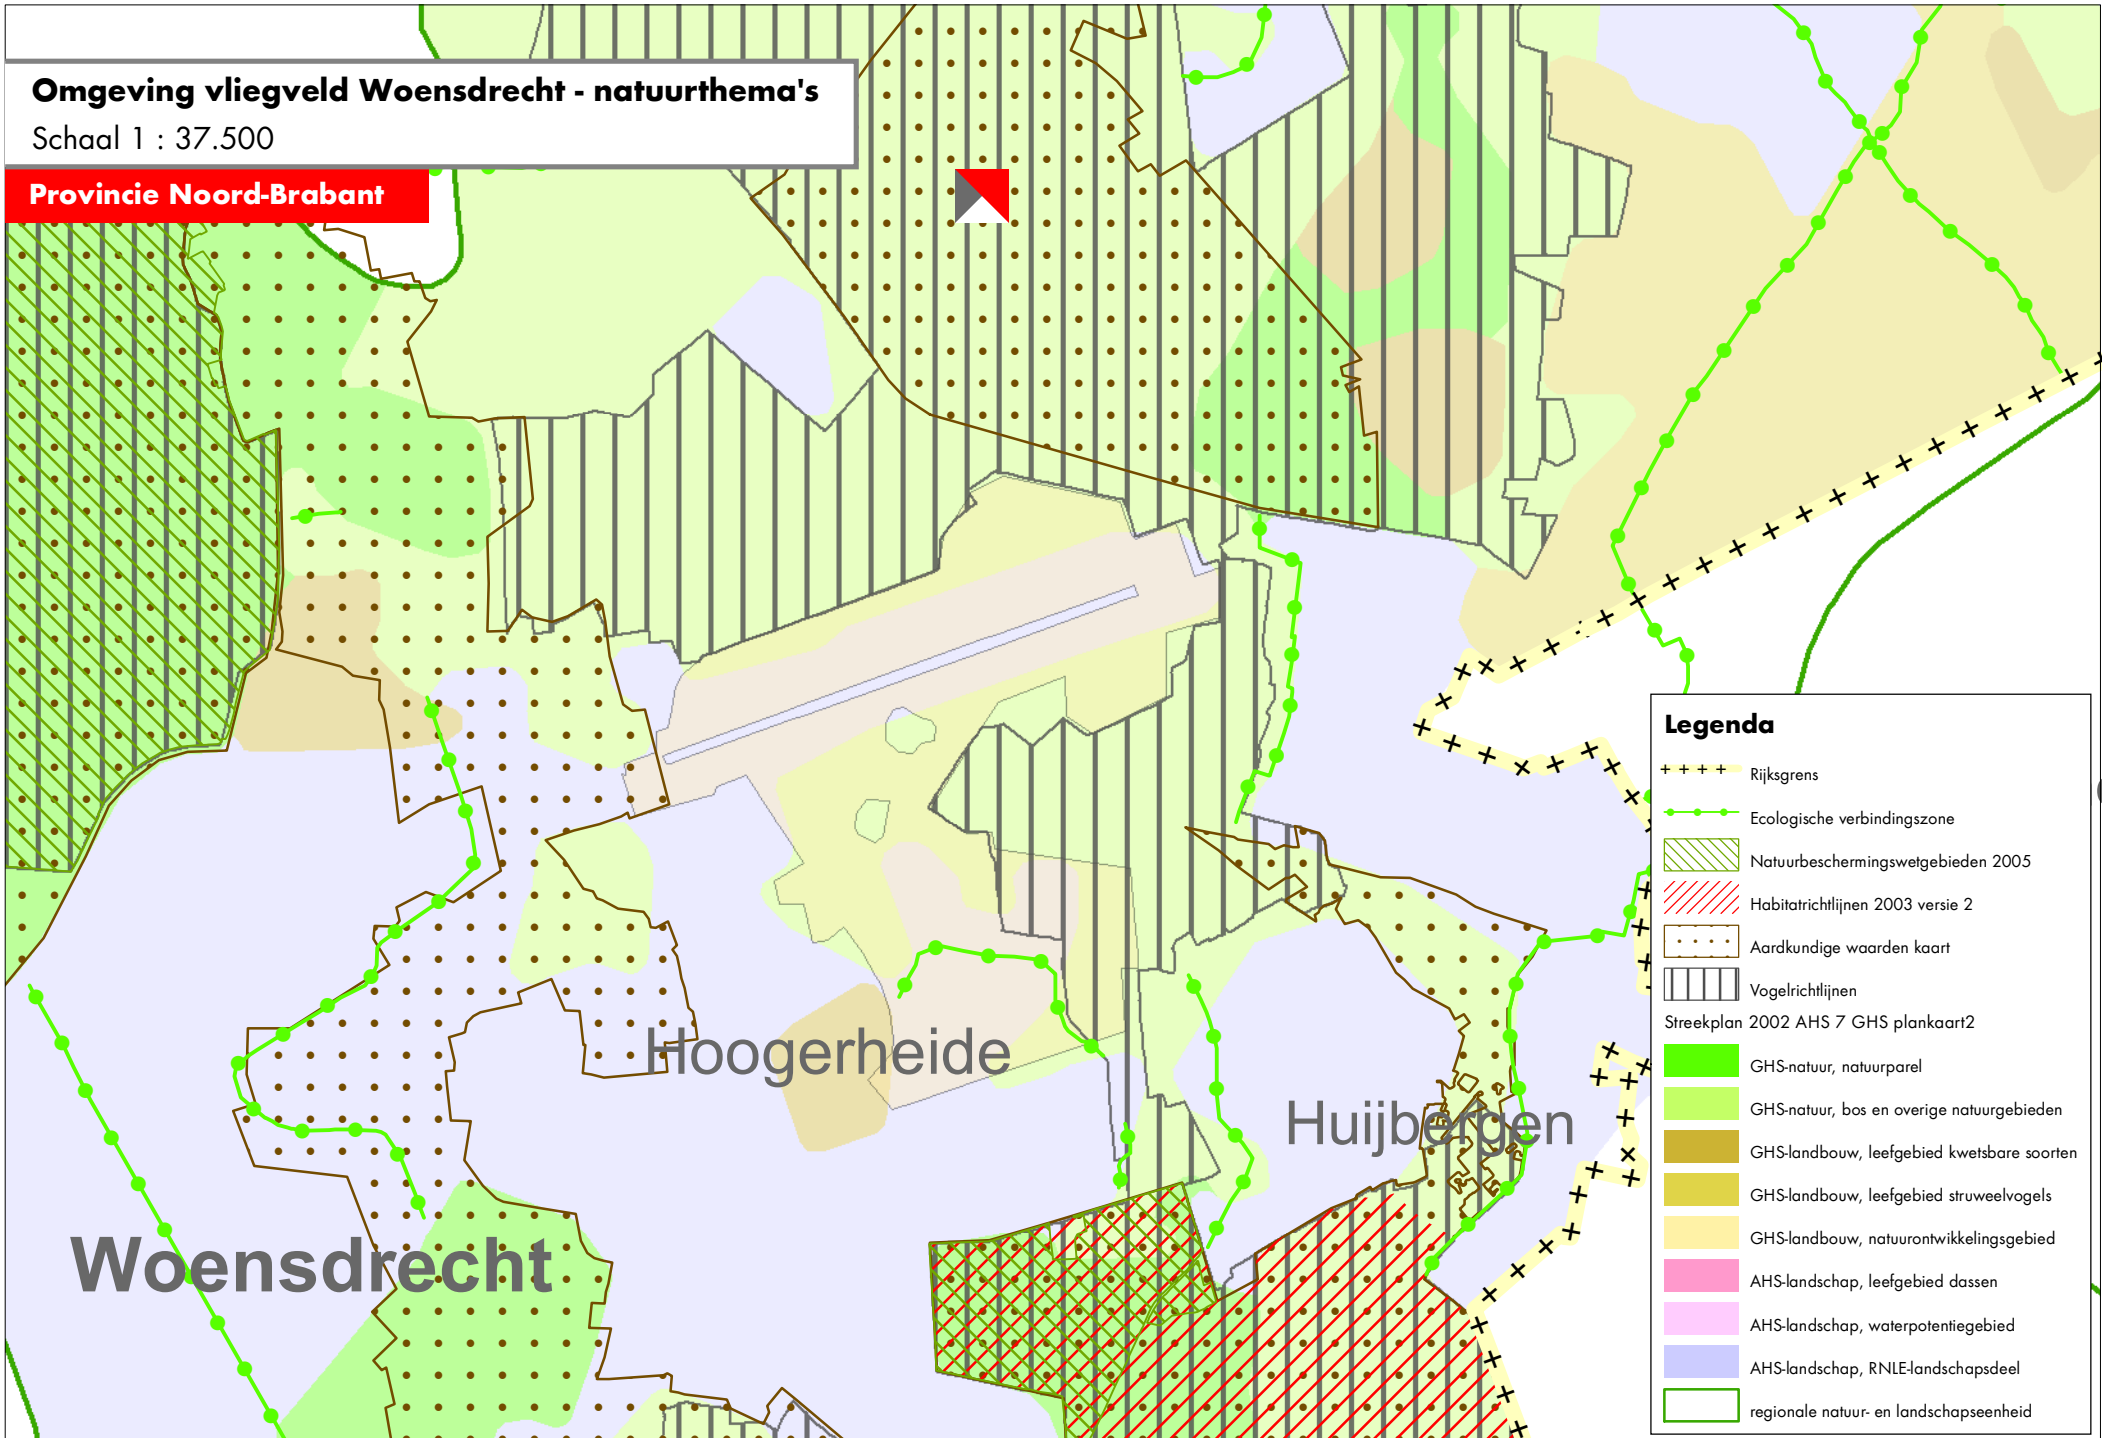 Omgeving vliegveld Woensdrecht - natuurthema's
Schaal 1 : 37.500
Provincie Noord-Brabant
Hoogerheide
Huijbergen
Woensdrecht
Legenda
Rijksgrens
Ecologische verbindingszone
Natuurbeschermingswetgebieden 2005
Habitatrichtlijnen 2003 versie 2
Aardkundige waarden kaart
Vogelrichtlijnen
Streekplan 2002 AHS 7 GHS plankaart2
GHS-natuur, natuurparel
GHS-natuur, bos en overige natuurgebieden
GHS-landbouw, leefgebied kwetsbare soorten
GHS-landbouw, leefgebied struweelvogels
GHS-landbouw, natuurontwikkelingsgebied
AHS-landschap, leefgebied dassen
AHS-landschap, waterpotentiegebied
AHS-landschap, RNLE-landschapsdeel
regionale natuur- en landschapseenheid